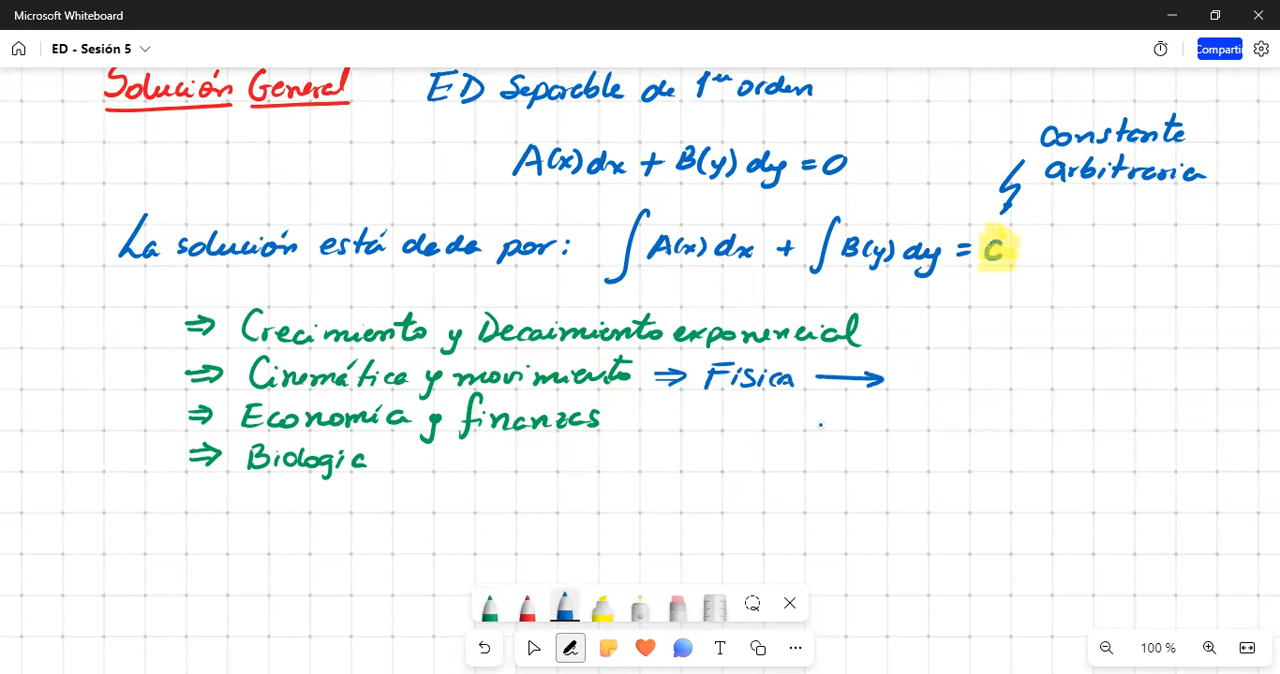 Microsoft Whiteboard
ED - Sesión 5
Compartir
Solución General
ED Separable de 1er orden
A(x)dx + B(y)dy = 0
constante
arbitraria
La solución está dada por: ∫A(x)dx + ∫B(y)dy = c
⇒ Crecimiento y Decaimiento exponencial
⇒ Cinemática y movimiento ⇒ Física →
⇒ Economía y finanzas
⇒ Biología
100 %